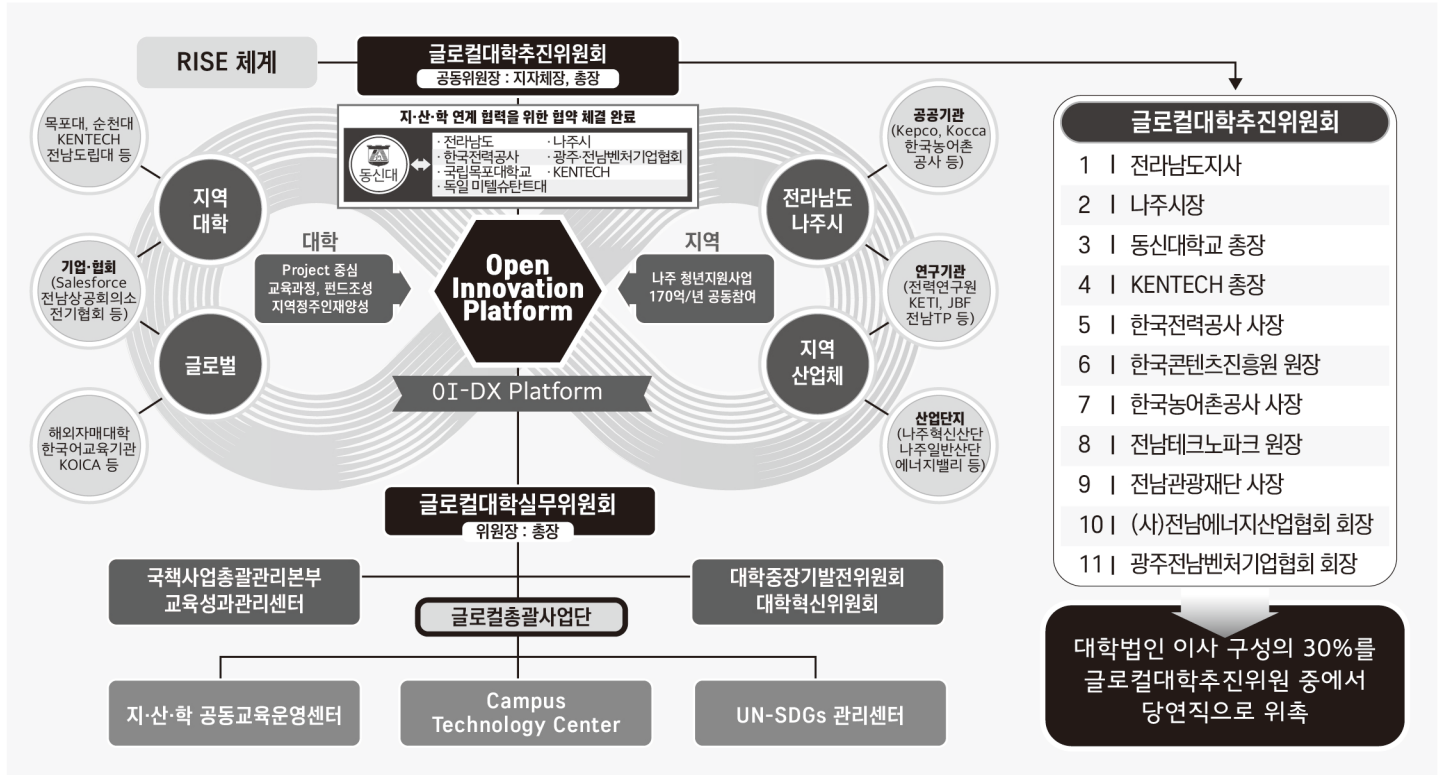 RISE 체계
글로컬대학추진위원회
공동위원장 : 지자체장, 총장
지·산·학 연계 협력을 위한 협약 체결 완료
동신대
· 전라남도
· 나주시
· 한국전력공사
· 광주·전남벤처기업협회
· 국립목포대학교
· KENTECH
· 독일 미텔슈탄트대
목포대, 순천대
KENTECH
전남도립대 등
지역
대학
기업·협회
(Salesforce
전남상공회의소
전기협회 등)
글로벌
해외자매대학
한국어교육기관
KOICA 등
대학
Project 중심
교육과정, 펀드조성
지역정주인재양성
Open
Innovation
Platform
OI-DX Platform
지역
나주 청년지원사업
170억/년 공동참여
전라남도
나주시
지역
산업체
공공기관
(Kepco, Kocca
한국농어촌
공사 등)
연구기관
(전력연구원
KETI, JBF
전남TP 등)
산업단지
(나주혁신산단
나주일반산단
에너지밸리 등)
글로컬대학실무위원회
위원장 : 총장
국책사업총괄관리본부
교육성과관리센터
대학중장기발전위원회
대학혁신위원회
글로컬총괄사업단
지·산·학 공동교육운영센터
Campus
Technology Center
UN-SDGs 관리센터
글로컬대학추진위원회
1 | 전라남도지사
2 | 나주시장
3 | 동신대학교 총장
4 | KENTECH 총장
5 | 한국전력공사 사장
6 | 한국콘텐츠진흥원 원장
7 | 한국농어촌공사 사장
8 | 전남테크노파크 원장
9 | 전남관광재단 사장
10 | (사)전남에너지산업협회 회장
11 | 광주전남벤처기업협회 회장
대학법인 이사 구성의 30%를
글로컬대학추진위원 중에서
당연직으로 위촉